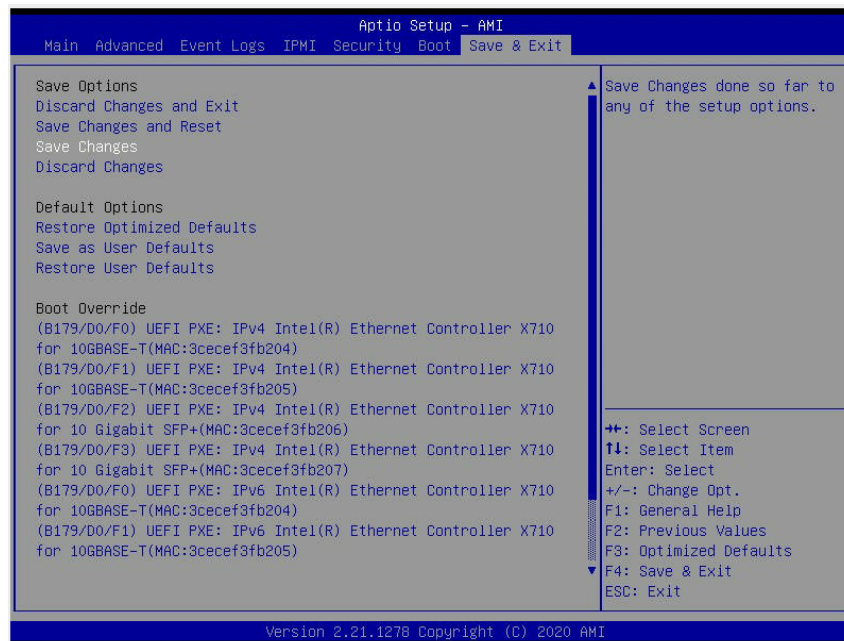 Aptio Setup – AMI
Main Advanced Event Logs IPMI Security Boot Save & Exit
Save Options
Discard Changes and Exit
Save Changes and Reset
Save Changes
Discard Changes
Default Options
Restore Optimized Defaults
Save as User Defaults
Restore User Defaults
Boot Override
(B179/D0/F0) UEFI PXE: IPv4 Intel(R) Ethernet Controller X710
for 10GBASE-T(MAC:3cecef3fb204)
(B179/D0/F1) UEFI PXE: IPv4 Intel(R) Ethernet Controller X710
for 10GBASE-T(MAC:3cecef3fb205)
(B179/D0/F2) UEFI PXE: IPv4 Intel(R) Ethernet Controller X710
for 10 Gigabit SFP+(MAC:3cecef3fb206)
(B179/D0/F3) UEFI PXE: IPv4 Intel(R) Ethernet Controller X710
for 10 Gigabit SFP+(MAC:3cecef3fb207)
(B179/D0/F0) UEFI PXE: IPv6 Intel(R) Ethernet Controller X710
for 10GBASE-T(MAC:3cecef3fb204)
(B179/D0/F1) UEFI PXE: IPv6 Intel(R) Ethernet Controller X710
for 10GBASE-T(MAC:3cecef3fb205)
Save Changes done so far to
any of the setup options.
→←: Select Screen
↑↓: Select Item
Enter: Select
+/-: Change Opt.
F1: General Help
F2: Previous Values
F3: Optimized Defaults
F4: Save & Exit
ESC: Exit
Version 2.21.1278 Copyright (C) 2020 AMI